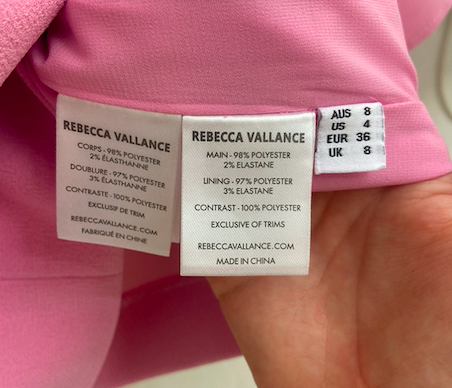 REBECCA VALLANCE
CORPS - 98% POLYESTER
2% ÉLASTHANNE
DOUBLURE - 97% POLYESTER
3% ÉLASTANNE
CONTRASTE - 100% POLYESTER
EXCLUSIF DE TRIM
REBECCAVALLANCE.COM
FABRIQUÉ EN CHINE
REBECCA VALLANCE
MAIN - 98% POLYESTER
2% ELASTANE
LINING - 97% POLYESTER
3% ELASTANE
CONTRAST - 100% POLYESTER
EXCLUSIVE OF TRIMS
REBECCAVALLANCE.COM
MADE IN CHINA
AUS 8
US 4
EUR 36
UK 8